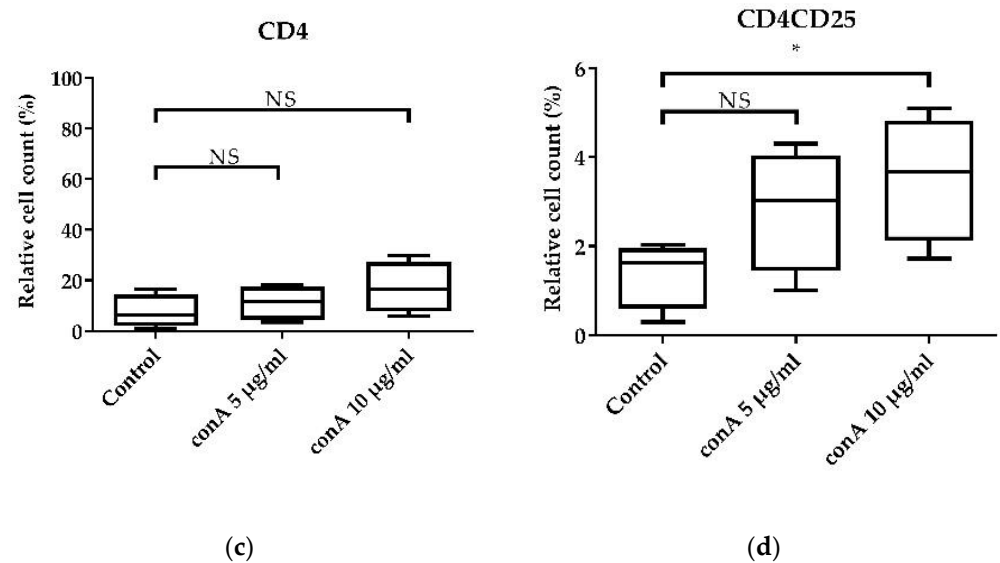 CD4
Relative cell count (%)
100
80
60
40
20
0
NS
NS
Control
conA 5 µg/ml
conA 10 µg/ml
(c)
CD4CD25
*
Relative cell count (%)
6
4
2
0
NS
Control
conA 5 µg/ml
conA 10 µg/ml
(d)